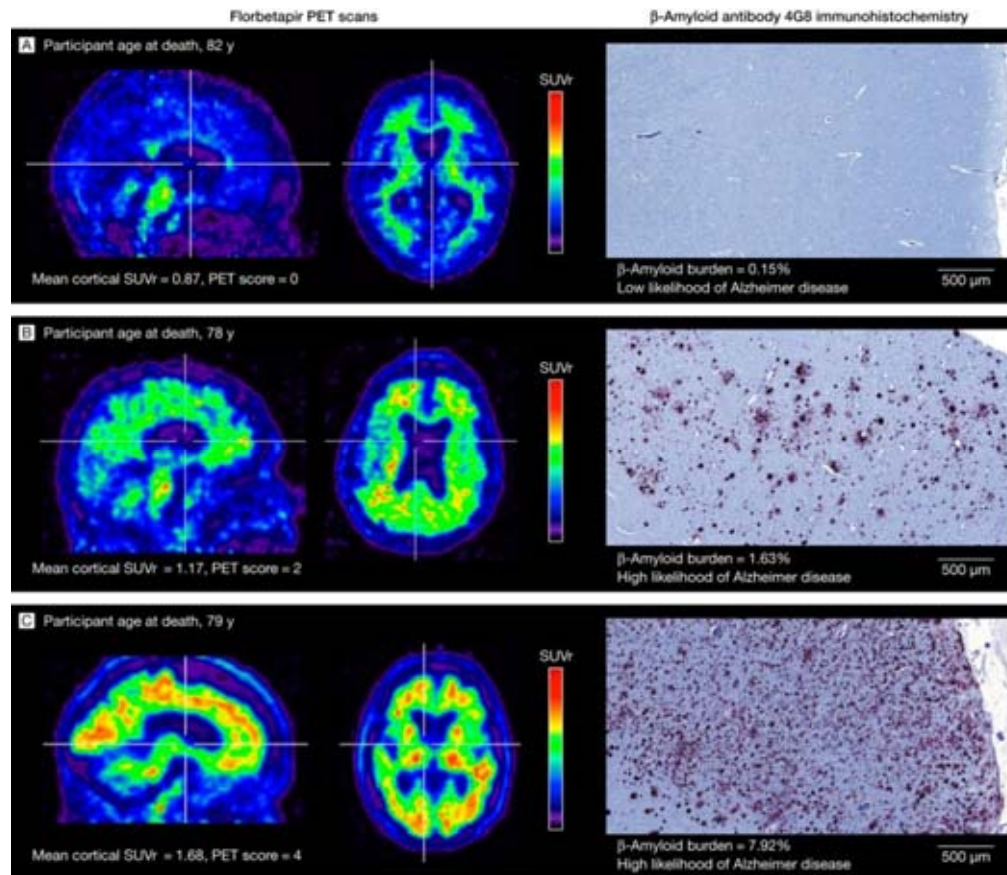 Florbetapir PET scans
β-Amyloid antibody 4G8 immunohistochemistry
A Participant age at death, 82 y
SUVr
Mean cortical SUVr = 0.87, PET score = 0
β-Amyloid burden = 0.15%
Low likelihood of Alzheimer disease
500 µm
B Participant age at death, 78 y
SUVr
Mean cortical SUVr = 1.17, PET score = 2
β-Amyloid burden = 1.63%
High likelihood of Alzheimer disease
500 µm
C Participant age at death, 79 y
SUVr
Mean cortical SUVr = 1.68, PET score = 4
β-Amyloid burden = 7.92%
High likelihood of Alzheimer disease
500 µm